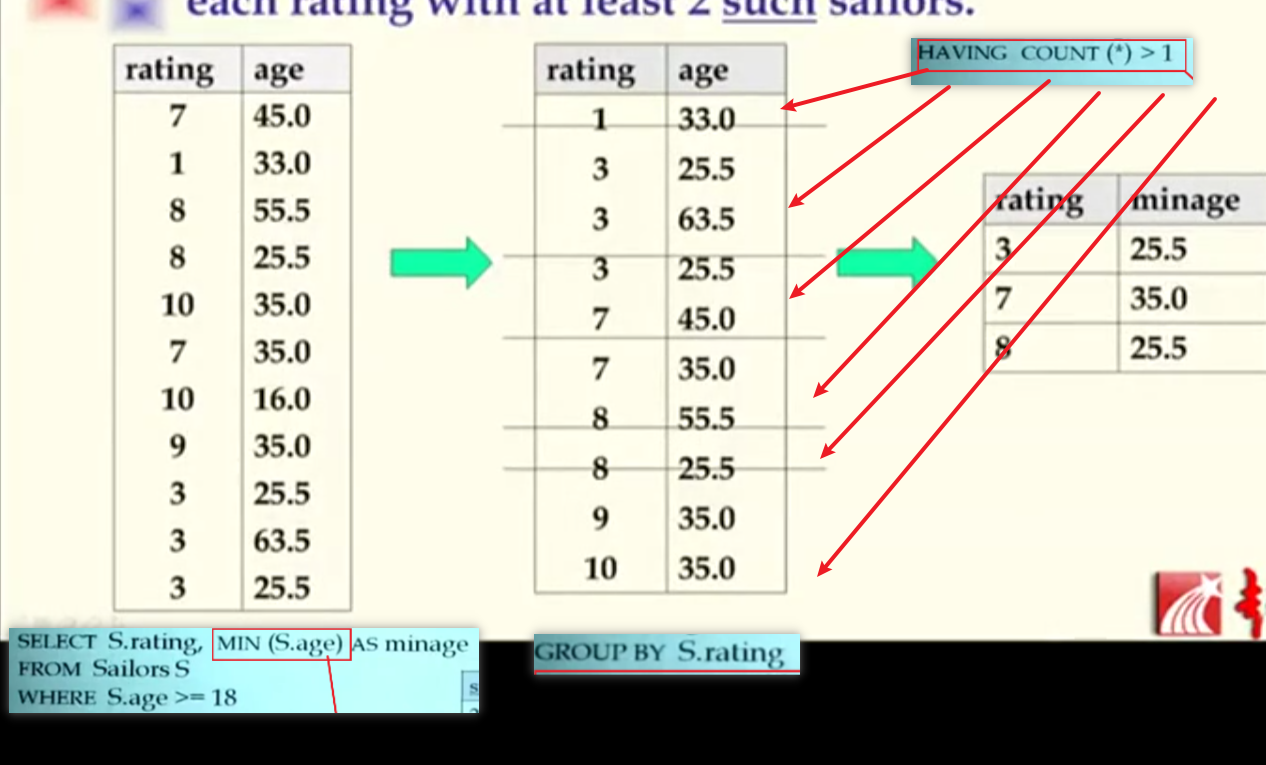 each rating with at least 2 such sailors.
HAVING COUNT (*) > 1
rating age
7 45.0
1 33.0
8 55.5
8 25.5
10 35.0
7 35.0
10 16.0
9 35.0
3 25.5
3 63.5
3 25.5
rating age
1 33.0
3 25.5
3 63.5
3 25.5
7 45.0
7 35.0
8 55.5
8 25.5
9 35.0
10 35.0
rating minage
3 25.5
7 35.0
8 25.5
SELECT S.rating, MIN (S.age) AS minage
FROM Sailors S
WHERE S.age >= 18
GROUP BY S.rating